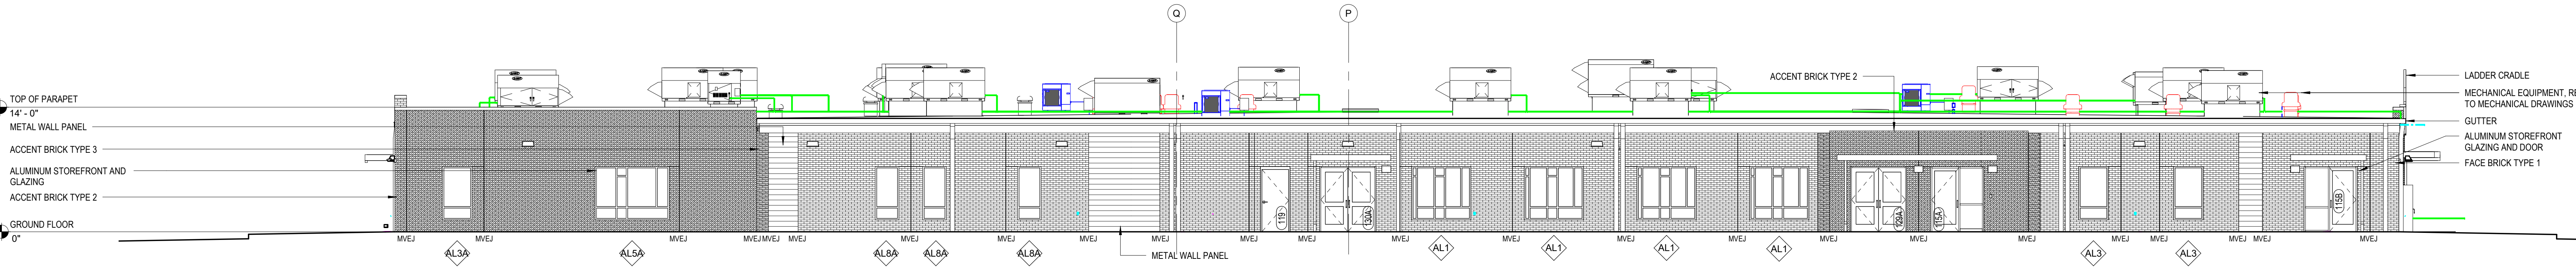 Q
P
TOP OF PARAPET
14' - 0"
METAL WALL PANEL
ACCENT BRICK TYPE 3
ALUMINUM STOREFRONT AND
GLAZING
ACCENT BRICK TYPE 2
GROUND FLOOR
0"
ACCENT BRICK TYPE 2
LADDER CRADLE
MECHANICAL EQUIPMENT, RE
TO MECHANICAL DRAWINGS
GUTTER
ALUMINUM STOREFRONT
GLAZING AND DOOR
FACE BRICK TYPE 1
119
130A
129A
115A
115B
MVEJ MVEJ MVEJ MVEJ MVEJ MVEJ MVEJ MVEJ MVEJ MVEJ MVEJ MVEJ MVEJ MVEJ MVEJ MVEJ MVEJ MVEJ MVEJ MVEJ MVEJ MVEJ MVEJ MVEJ
AL3A AL5A AL8A AL8A AL8A AL1 AL1 AL1 AL1 AL3 AL3
METAL WALL PANEL